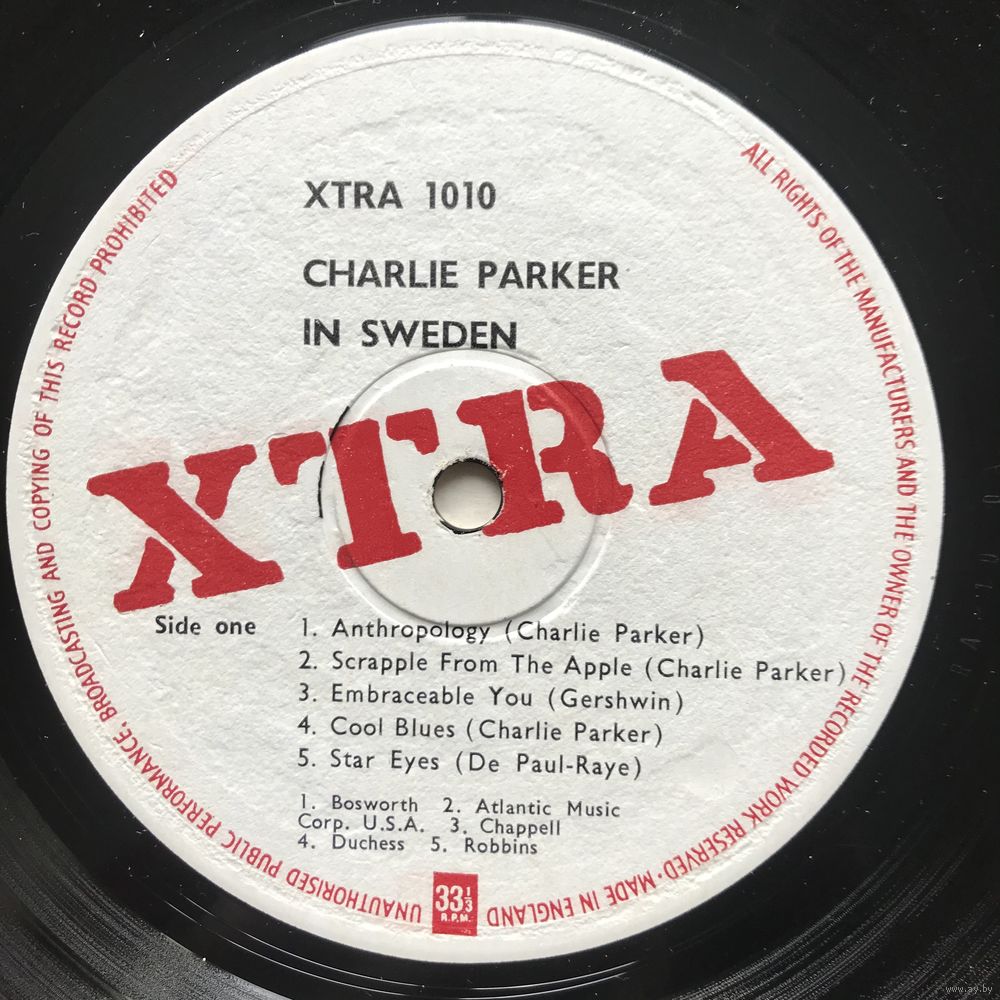 XTRA 1010
CHARLIE PARKER
IN SWEDEN
XTRA
Side one
1. Anthropology (Charlie Parker)
2. Scrapple From The Apple (Charlie Parker)
3. Embraceable You (Gershwin)
4. Cool Blues (Charlie Parker)
5. Star Eyes (De Paul-Raye)
1. Bosworth 2. Atlantic Music
Corp. U.S.A. 3. Chappell
4. Duchess 5. Robbins
33⅓
R.P.M.
ALL RIGHTS OF THE MANUFACTURERS AND THE OWNER OF THE RECORDED WORK RESERVED · MADE IN ENGLAND
UNAUTHORISED PUBLIC PERFORMANCE, BROADCASTING AND COPYING OF THIS RECORD PROHIBITED
www.ay.by